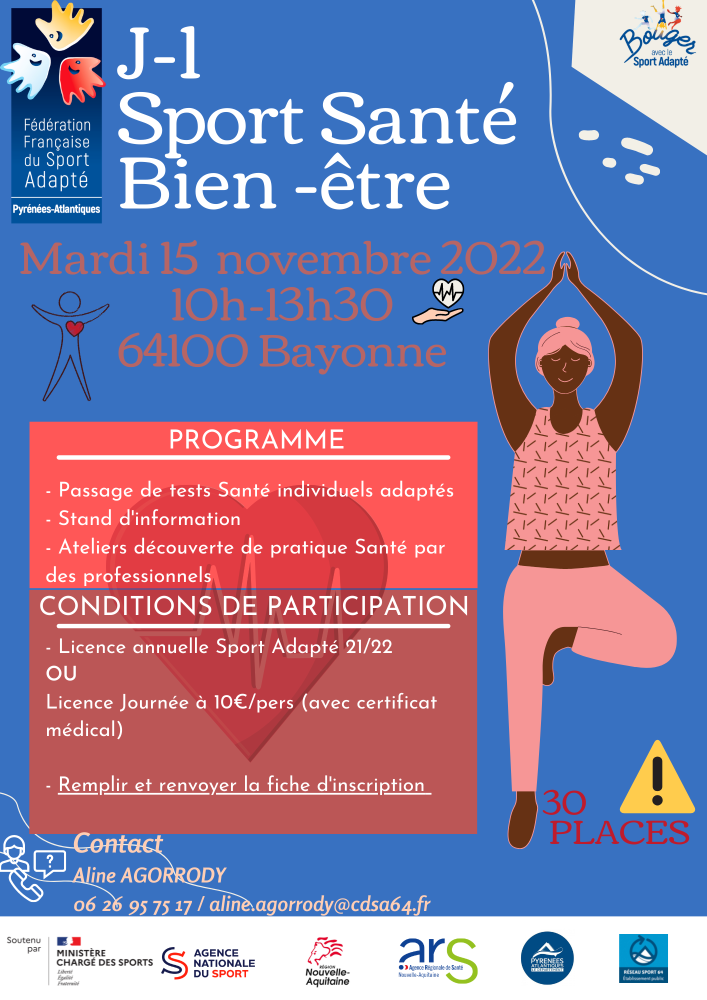 J-1
Sport Santé
Bien -être
Fédération
Française
du Sport
Adapté
Pyrénées-Atlantiques
Bouger
avec le
Sport Adapté
Mardi 15 novembre 2022
10h-13h30
64100 Bayonne
PROGRAMME
- Passage de tests Santé individuels adaptés
- Stand d'information
- Ateliers découverte de pratique Santé par
des professionnels
CONDITIONS DE PARTICIPATION
- Licence annuelle Sport Adapté 21/22
OU
Licence Journée à 10€/pers (avec certificat
médical)
- Remplir et renvoyer la fiche d'inscription
30
PLACES
Contact
Aline AGORRODY
06 26 95 75 17 / aline.agorrody@cdsa64.fr
Soutenu
par
MINISTÈRE
CHARGÉ DES SPORTS
Liberté
Égalité
Fraternité
AGENCE
NATIONALE
DU SPORT
RÉGION
Nouvelle-
Aquitaine
ars
Agence Régionale de Santé
Nouvelle-Aquitaine
PYRENEES
ATLANTIQUES
LE DEPARTEMENT
RÉSEAU SPORT 64
Établissement public